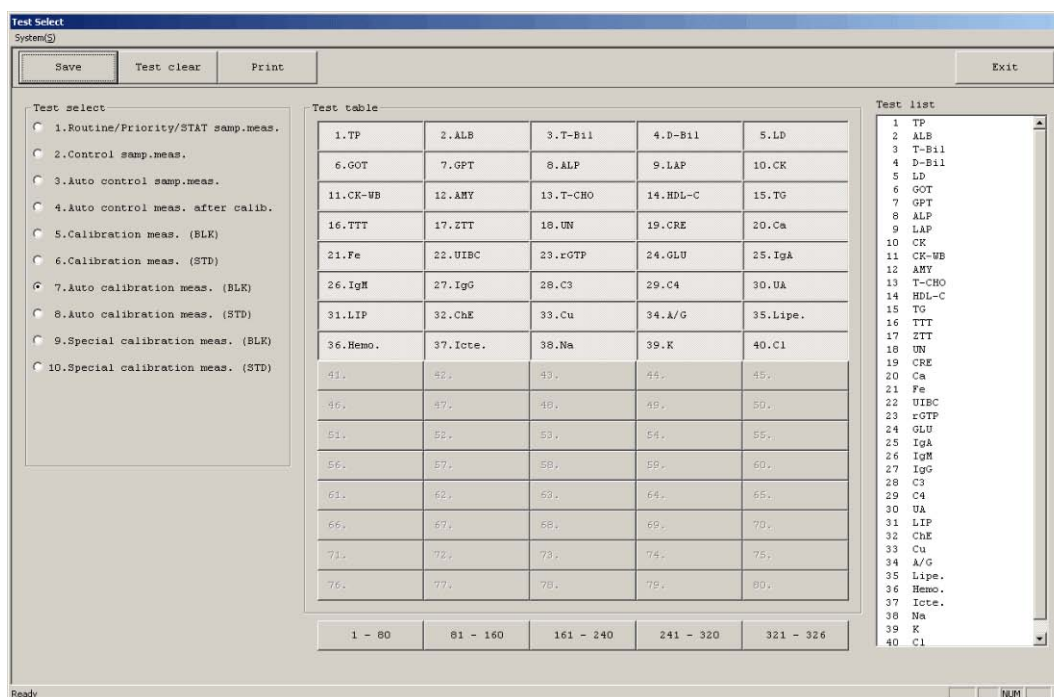 Test Select
System(S)
Save Test clear Print Exit
Test select
1.Routine/Priority/STAT samp.meas.
2.Control samp.meas.
3.Auto control samp.meas.
4.Auto control meas. after calib.
5.Calibration meas. (BLK)
6.Calibration meas. (STD)
7.Auto calibration meas. (BLK)
8.Auto calibration meas. (STD)
9.Special calibration meas. (BLK)
10.Special calibration meas. (STD)
Test table
1.TP 2.ALB 3.T-Bil 4.D-Bil 5.LD
6.GOT 7.GPT 8.ALP 9.LAP 10.CK
11.CK-WB 12.AMY 13.T-CHO 14.HDL-C 15.TG
16.TTT 17.ZTT 18.UN 19.CRE 20.Ca
21.Fe 22.UIBC 23.rGTP 24.GLU 25.IgA
26.IgM 27.IgG 28.C3 29.C4 30.UA
31.LIP 32.ChE 33.Cu 34.A/G 35.Lipe.
36.Hemo. 37.Icte. 38.Na 39.K 40.Cl
41. 42. 43. 44. 45.
46. 47. 48. 49. 50.
51. 52. 53. 54. 55.
56. 57. 58. 59. 60.
61. 62. 63. 64. 65.
66. 67. 68. 69. 70.
71. 72. 73. 74. 75.
76. 77. 78. 79. 80.
1 - 80 81 - 160 161 - 240 241 - 320 321 - 326
Test list
1 TP
2 ALB
3 T-Bil
4 D-Bil
5 LD
6 GOT
7 GPT
8 ALP
9 LAP
10 CK
11 CK-WB
12 AMY
13 T-CHO
14 HDL-C
15 TG
16 TTT
17 ZTT
18 UN
19 CRE
20 Ca
21 Fe
22 UIBC
23 rGTP
24 GLU
25 IgA
26 IgM
27 IgG
28 C3
29 C4
30 UA
31 LIP
32 ChE
33 Cu
34 A/G
35 Lipe.
36 Hemo.
37 Icte.
38 Na
39 K
40 Cl
Ready NUM